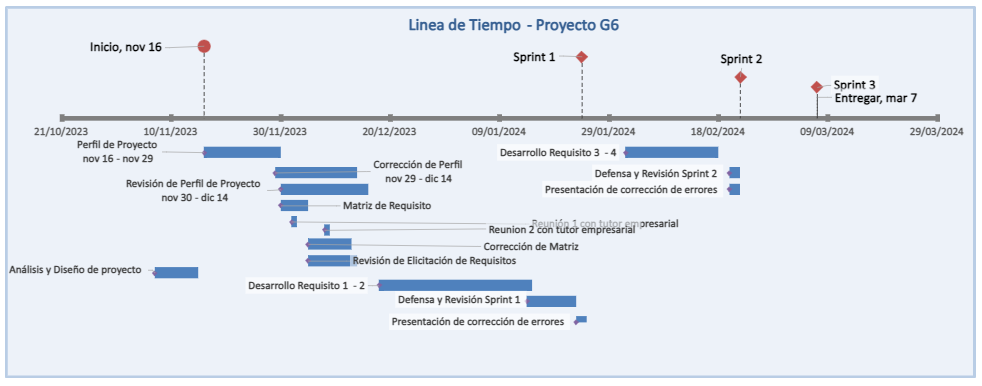 Linea de Tiempo - Proyecto G6
Inicio, nov 16
Sprint 1
Sprint 2
Sprint 3
Entregar, mar 7
21/10/2023
10/11/2023
30/11/2023
20/12/2023
09/01/2024
29/01/2024
18/02/2024
09/03/2024
29/03/2024
Perfil de Proyecto
nov 16 - nov 29
Desarrollo Requisito 3 - 4
Corrección de Perfil
nov 29 - dic 14
Defensa y Revisión Sprint 2
Revisión de Perfil de Proyecto
nov 30 - dic 14
Presentación de corrección de errores
Matriz de Requisito
Reunión 1 con tutor empresarial
Reunion 2 con tutor empresarial
Corrección de Matriz
Revisión de Elicitación de Requisitos
Análisis y Diseño de proyecto
Desarrollo Requisito 1 - 2
Defensa y Revisión Sprint 1
Presentación de corrección de errores